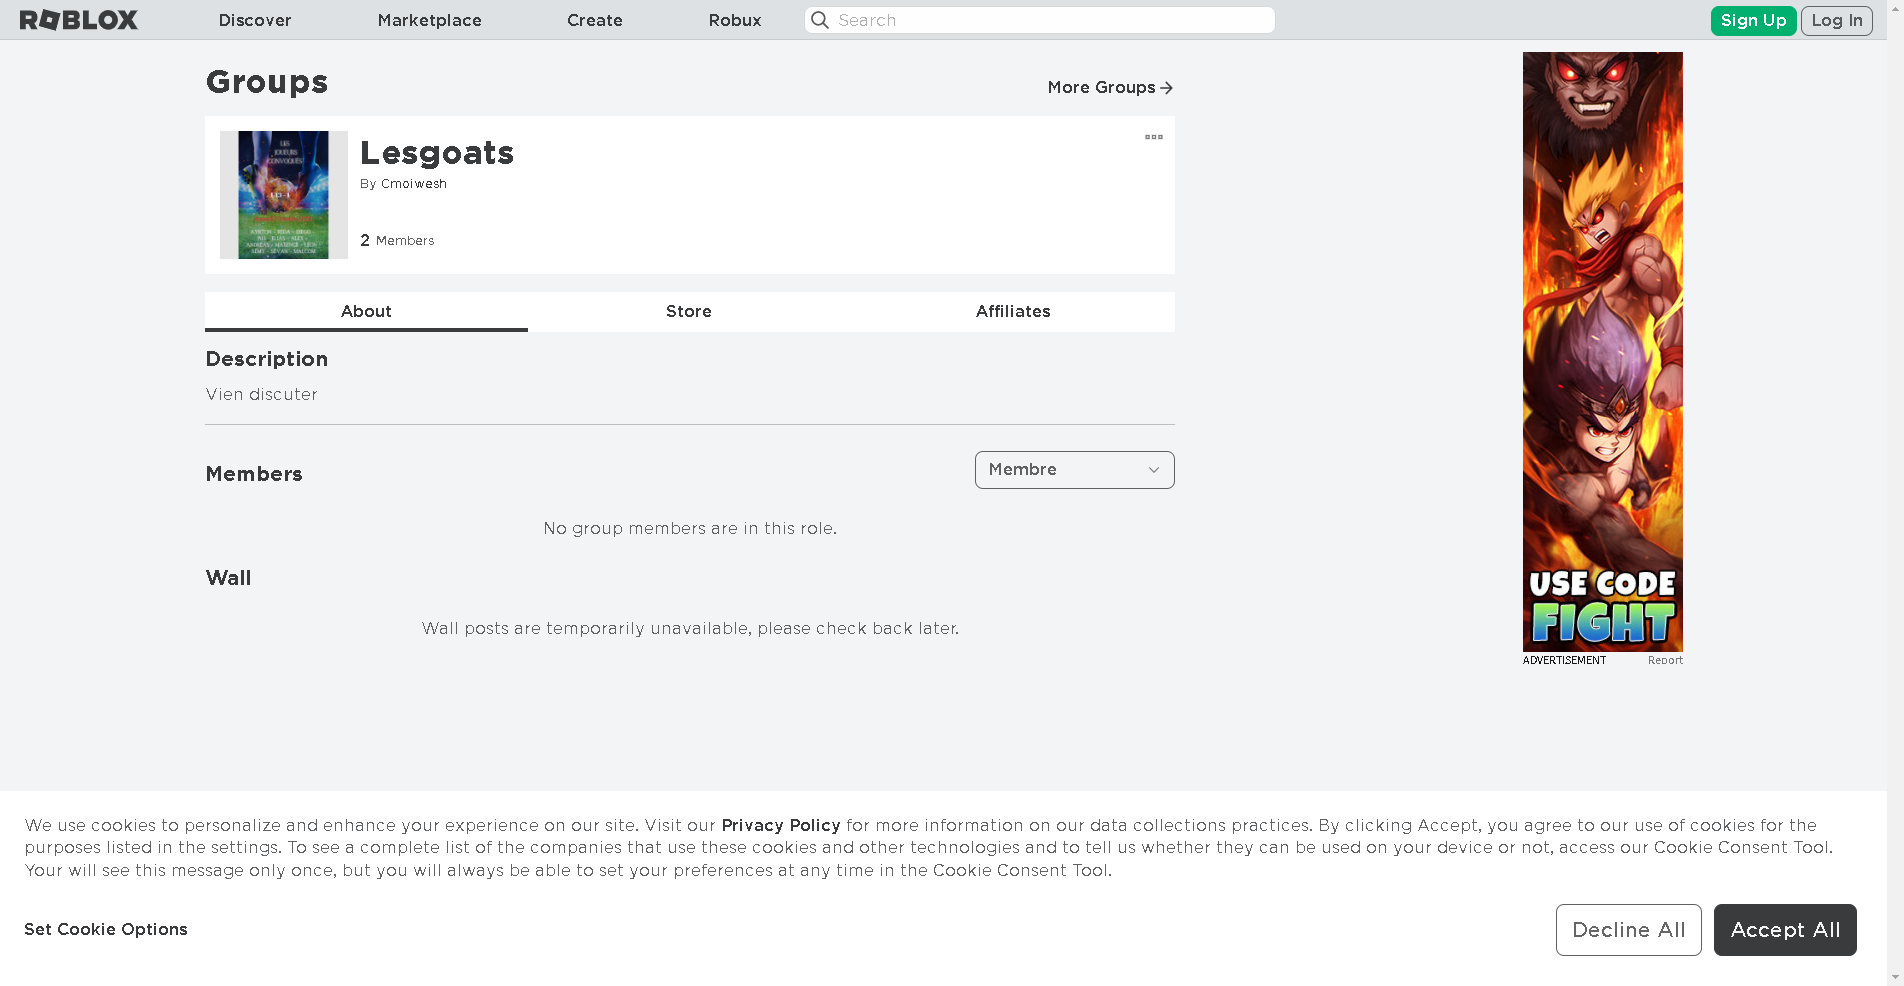 ROBLOX
Discover
Marketplace
Create
Robux
Search
Sign Up
Log In
Groups
More Groups
LES
JOUEURS
CONVOQUÉS
Lesgoats
By Cmoiwesh
2 Members
About
Store
Affiliates
Description
Vien discuter
Members
Membre
No group members are in this role.
Wall
Wall posts are temporarily unavailable, please check back later.
USE CODE
FIGHT
ADVERTISEMENT
Report
We use cookies to personalize and enhance your experience on our site. Visit our Privacy Policy for more information on our data collections practices. By clicking Accept, you agree to our use of cookies for the
purposes listed in the settings. To see a complete list of the companies that use these cookies and other technologies and to tell us whether they can be used on your device or not, access our Cookie Consent Tool.
Your will see this message only once, but you will always be able to set your preferences at any time in the Cookie Consent Tool.
Set Cookie Options
Decline All
Accept All